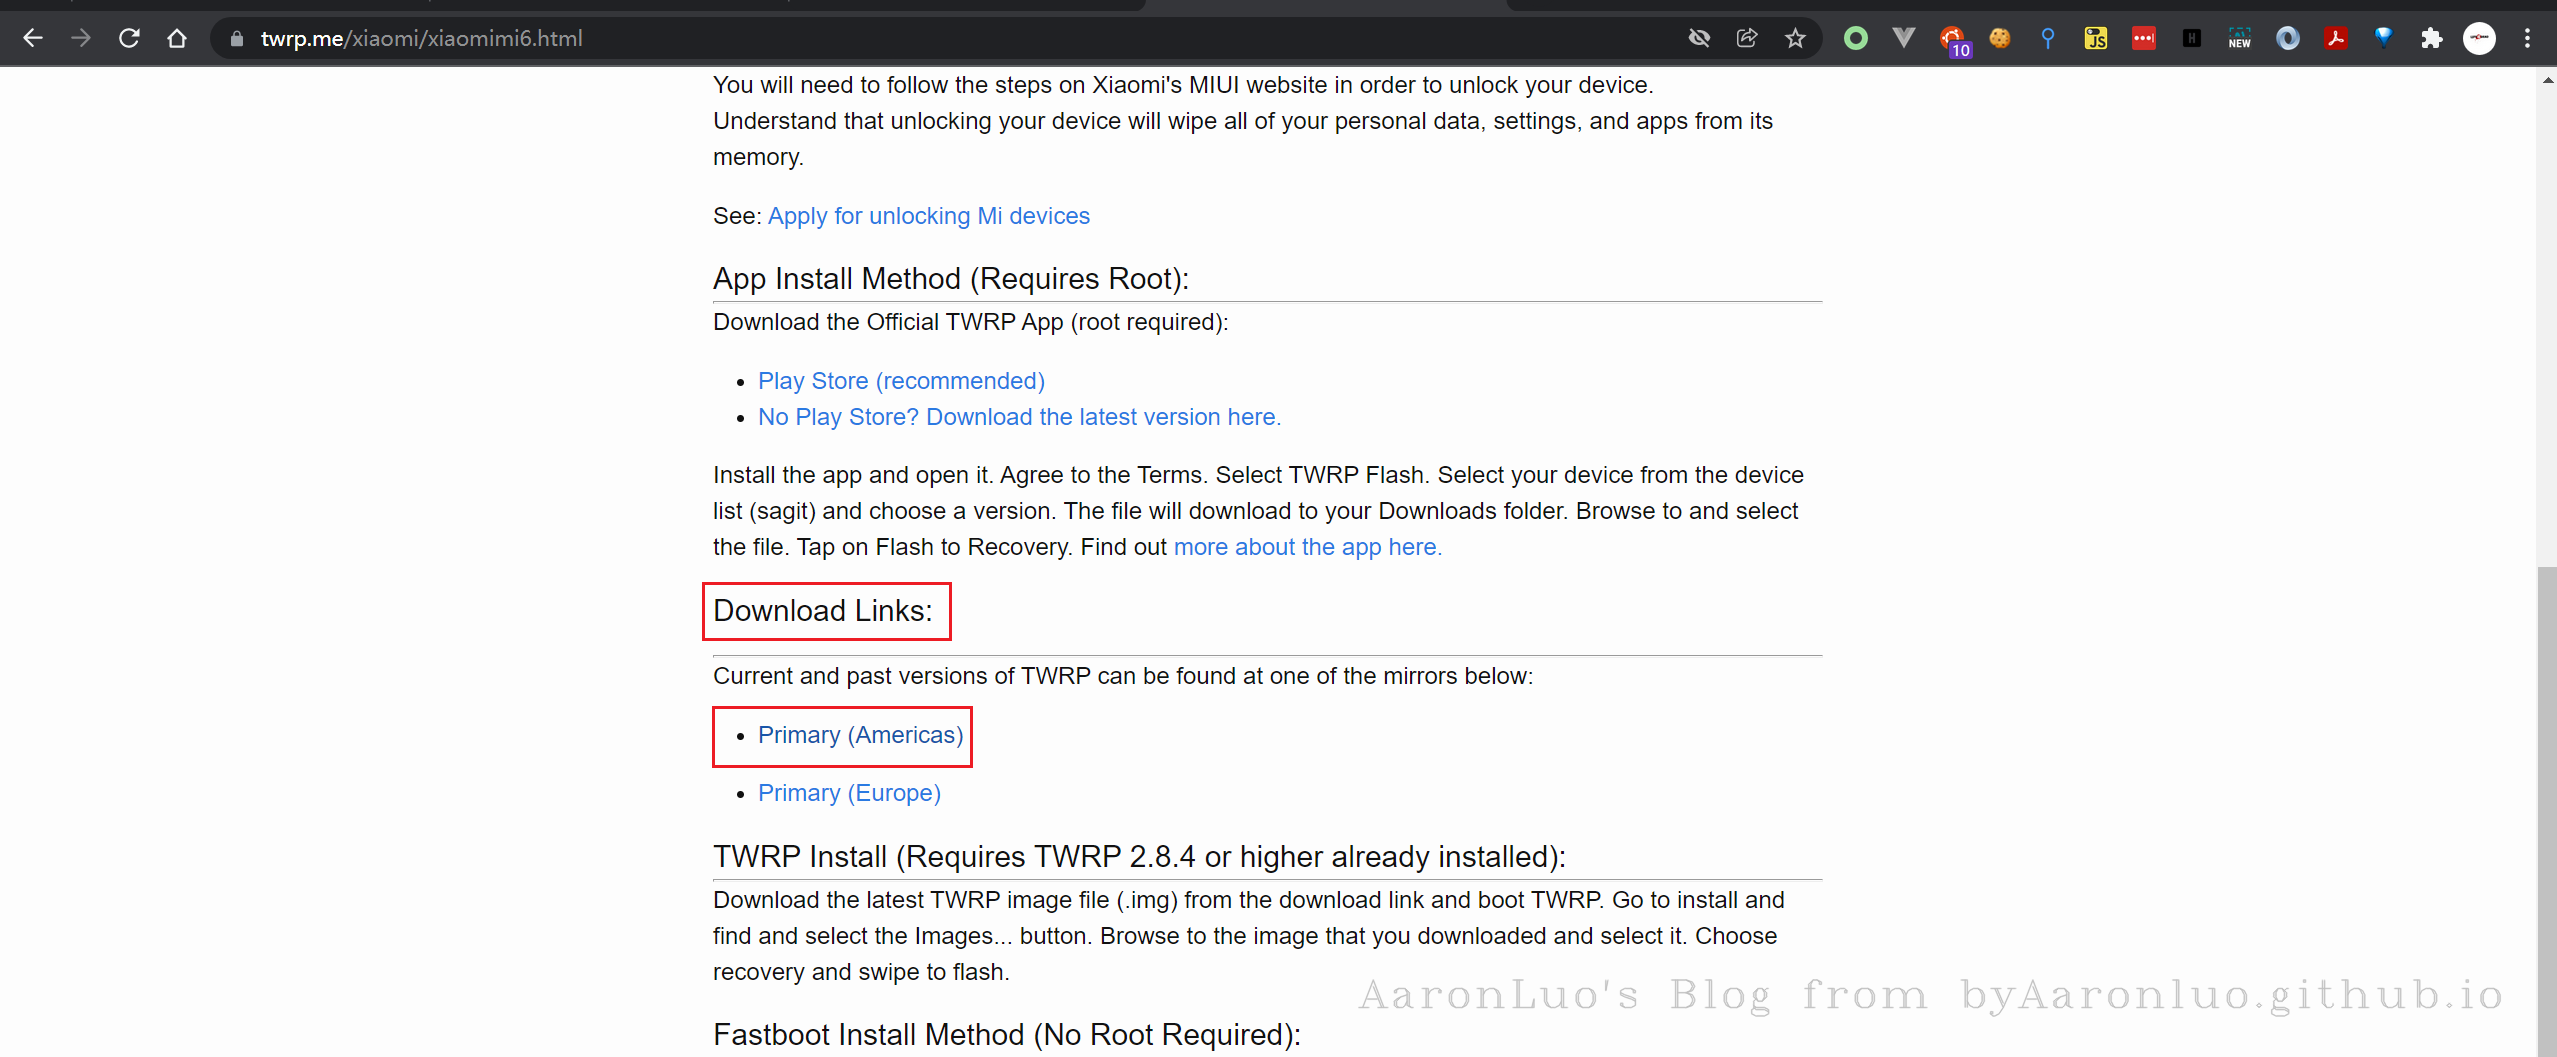 twrp.me/xiaomi/xiaomimi6.html
10
JS
H
NEW
You will need to follow the steps on Xiaomi's MIUI website in order to unlock your device.
Understand that unlocking your device will wipe all of your personal data, settings, and apps from its
memory.
See: Apply for unlocking Mi devices
App Install Method (Requires Root):
Download the Official TWRP App (root required):
• Play Store (recommended)
• No Play Store? Download the latest version here.
Install the app and open it. Agree to the Terms. Select TWRP Flash. Select your device from the device
list (sagit) and choose a version. The file will download to your Downloads folder. Browse to and select
the file. Tap on Flash to Recovery. Find out more about the app here.
Download Links:
Current and past versions of TWRP can be found at one of the mirrors below:
• Primary (Americas)
• Primary (Europe)
TWRP Install (Requires TWRP 2.8.4 or higher already installed):
Download the latest TWRP image file (.img) from the download link and boot TWRP. Go to install and
find and select the Images... button. Browse to the image that you downloaded and select it. Choose
recovery and swipe to flash.
AaronLuo's Blog from byAaronluo.github.io
Fastboot Install Method (No Root Required):